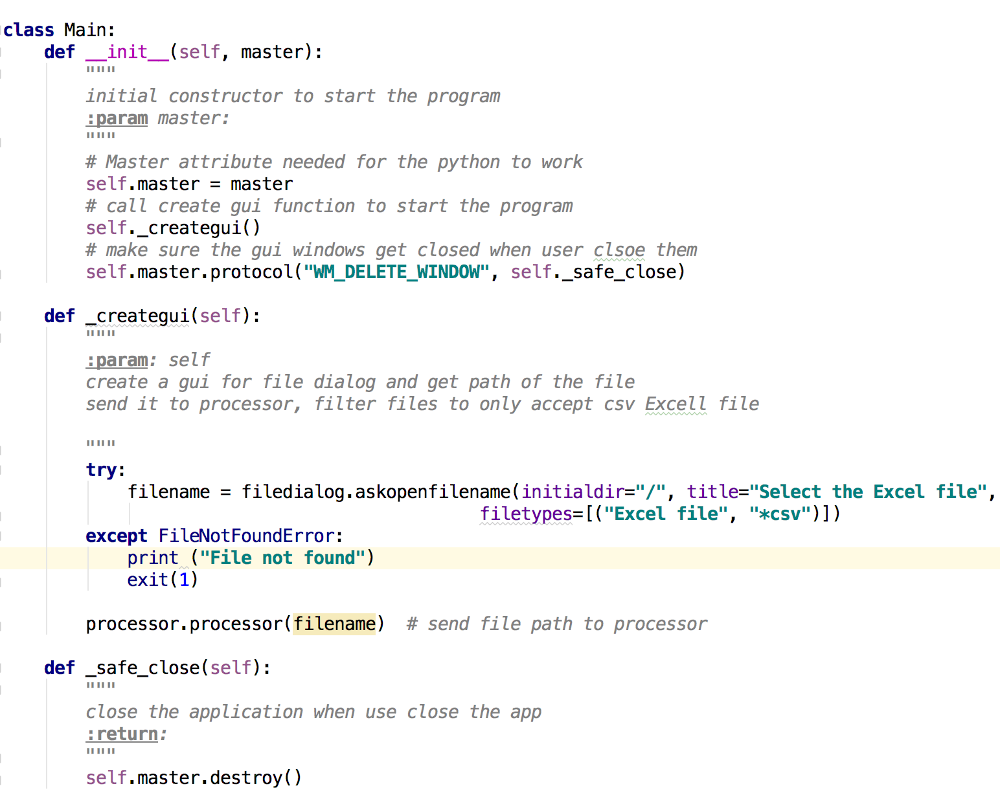 class Main:
    def __init__(self, master):
        """
        initial constructor to start the program
        :param master:
        """
        # Master attribute needed for the python to work
        self.master = master
        # call create gui function to start the program
        self._creategui()
        # make sure the gui windows get closed when user clsoe them
        self.master.protocol("WM_DELETE_WINDOW", self._safe_close)

    def _creategui(self):
        """
        :param: self
        create a gui for file dialog and get path of the file
        send it to processor, filter files to only accept csv Excell file

        """
        try:
            filename = filedialog.askopenfilename(initialdir="/", title="Select the Excel file",
                                              filetypes=[("Excel file", "*csv")])
        except FileNotFoundError:
            print ("File not found")
            exit(1)

        processor.processor(filename)  # send file path to processor

    def _safe_close(self):
        """
        close the application when use close the app
        :return:
        """
        self.master.destroy()